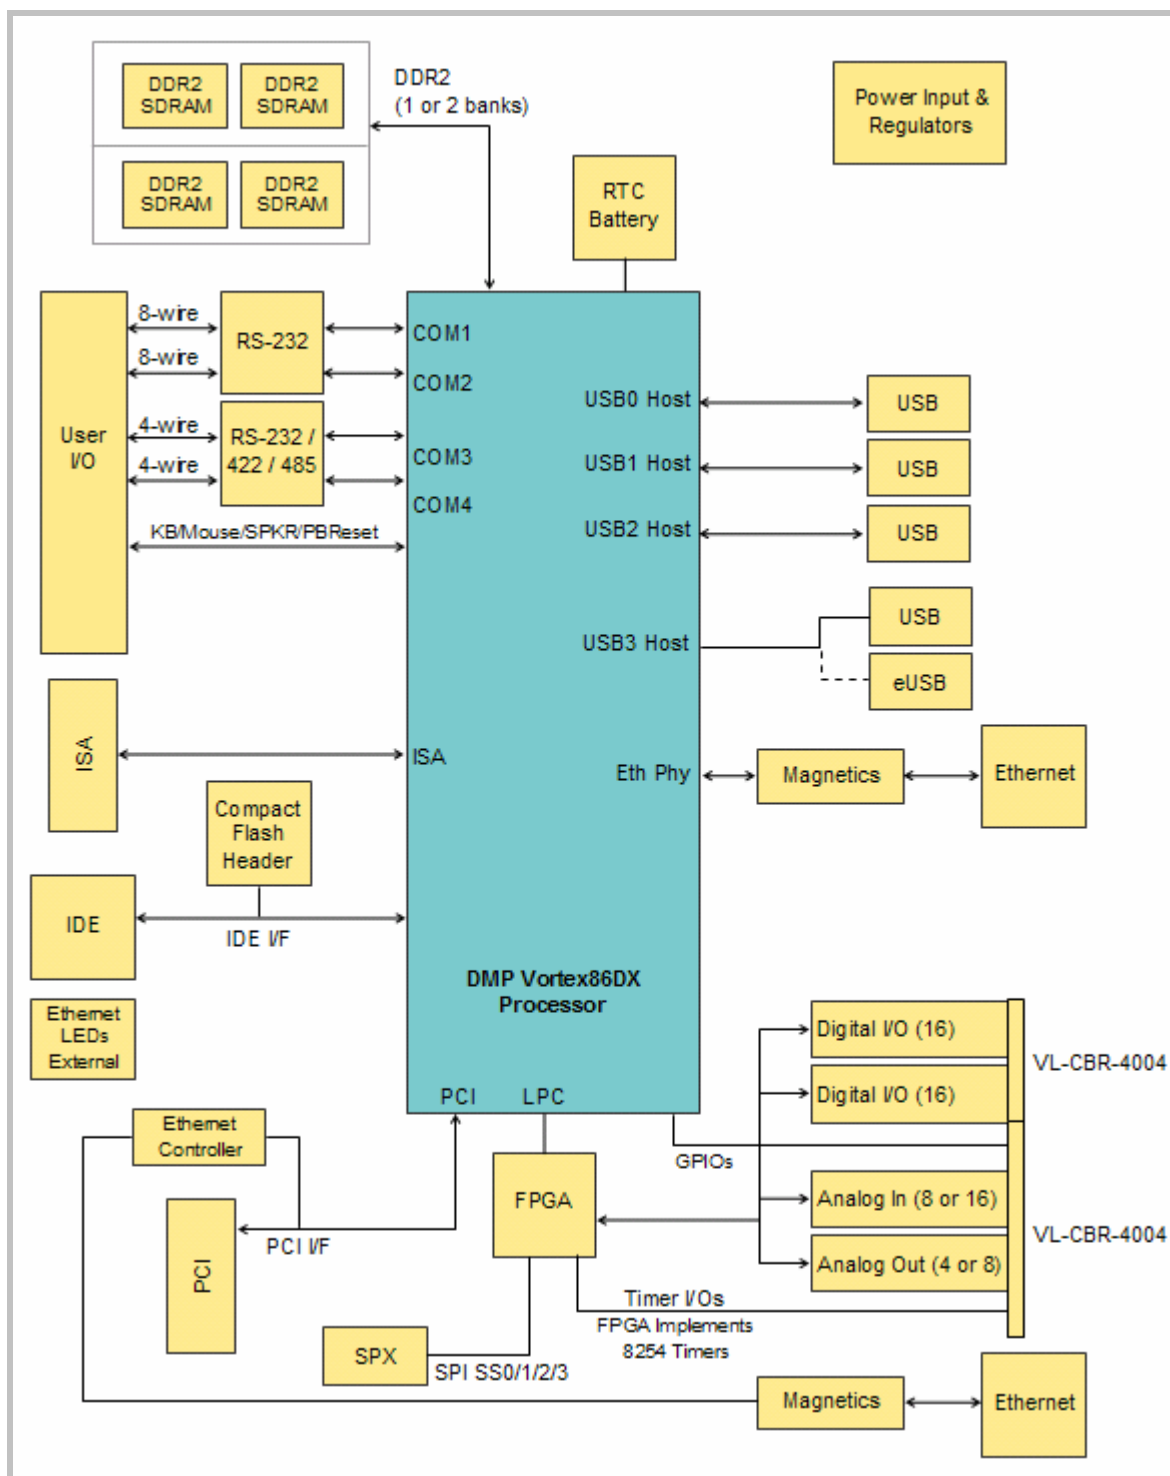 DDR2
SDRAM
DDR2
SDRAM
DDR2
SDRAM
DDR2
SDRAM
DDR2
(1 or 2 banks)
Power Input &
Regulators
RTC
Battery
User
I/O
8-wire
8-wire
RS-232
4-wire
4-wire
RS-232 /
422 / 485
KB/Mouse/SPKR/PBReset
COM1
COM2
COM3
COM4
USB0 Host
USB
USB1 Host
USB
USB2 Host
USB
USB3 Host
USB
eUSB
ISA
ISA
Eth Phy
Magnetics
Ethernet
Compact
Flash
Header
IDE
IDE I/F
DMP Vortex86DX
Processor
Ethernet
LEDs
External
PCI
LPC
Digital I/O (16)
Digital I/O (16)
VL-CBR-4004
Ethernet
Controller
GPIOs
FPGA
Analog In (8 or 16)
Analog Out (4 or 8)
VL-CBR-4004
PCI
PCI I/F
Timer I/Os
FPGA Implements
8254 Timers
SPX
SPI SS0/1/2/3
Magnetics
Ethernet